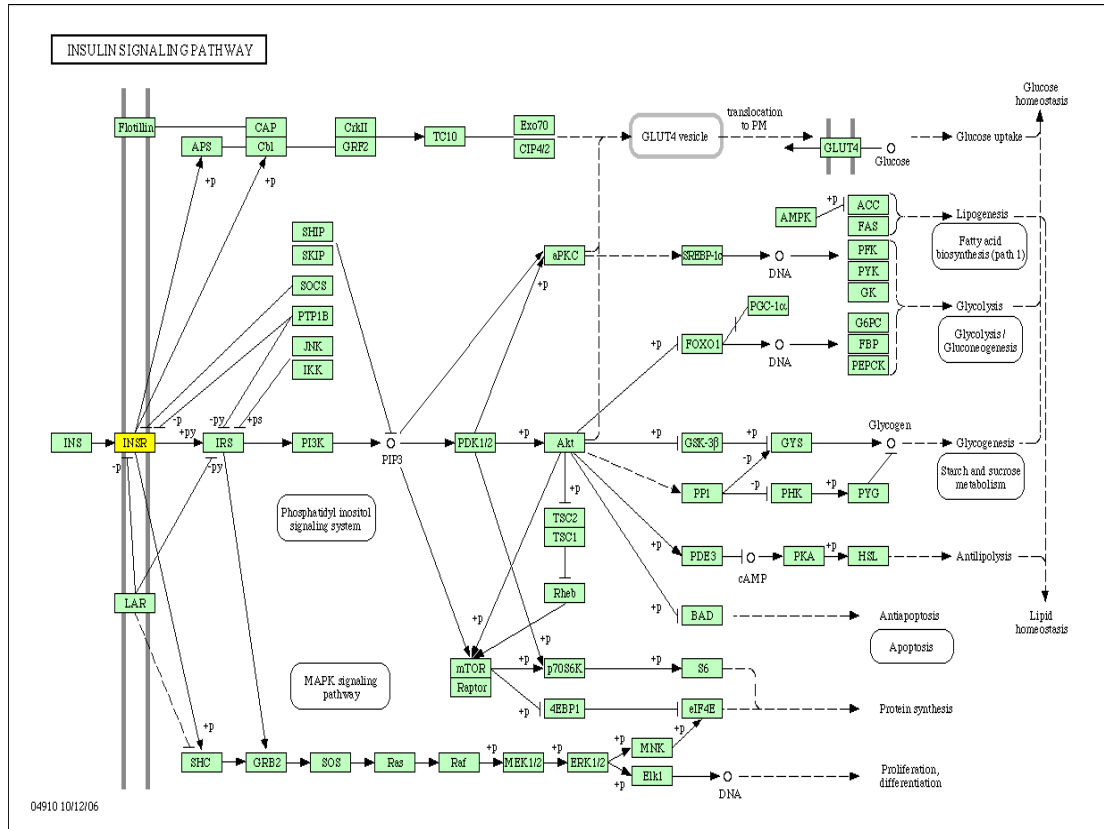 INSULIN SIGNALING PATHWAY
Glucose
homeostasis
Flotillin
CAP
Cbl
APS
CrkII
GRF2
TC10
Exo70
CIP4/2
GLUT4 vesicle
translocation
to PM
GLUT4
Glucose
Glucose uptake
+p
+p
SHIP
SKIP
SOCS
PTP1B
JNK
IKK
aPKC
+p
SREBP-1c
DNA
AMPK
+p
ACC
FAS
PFK
PYK
GK
Lipogenesis
Fatty acid
biosynthesis (path 1)
PGC-1α
FOXO1
+p
DNA
G6PC
FBP
PEPCK
Glycolysis
Glycolysis /
Gluconeogenesis
INS
INSR
-p
+py
-p
-py
+ps
IRS
-py
PI3K
PIP3
PDK1/2
+p
Akt
+p
GSK-3β
+p
GYS
Glycogen
Glycogenesis
Starch and sucrose
metabolism
-p
PP1
-p
PHK
+p
PYG
Phosphatidyl inositol
signaling system
+p
TSC2
TSC1
Rheb
+p
PDE3
cAMP
PKA
+p
HSL
Antilipolysis
LAR
+p
BAD
Antiapoptosis
Apoptosis
Lipid
homeostasis
MAPK signaling
pathway
+p
mTOR
Raptor
+p
+p
p70S6K
+p
S6
+p
4EBP1
eIF4E
Protein synthesis
+p
SHC
GRB2
SOS
Ras
Raf
+p
MEK1/2
+p
ERK1/2
+p
MNK
+p
+p
Elk1
DNA
Proliferation,
differentiation
04910 10/12/06